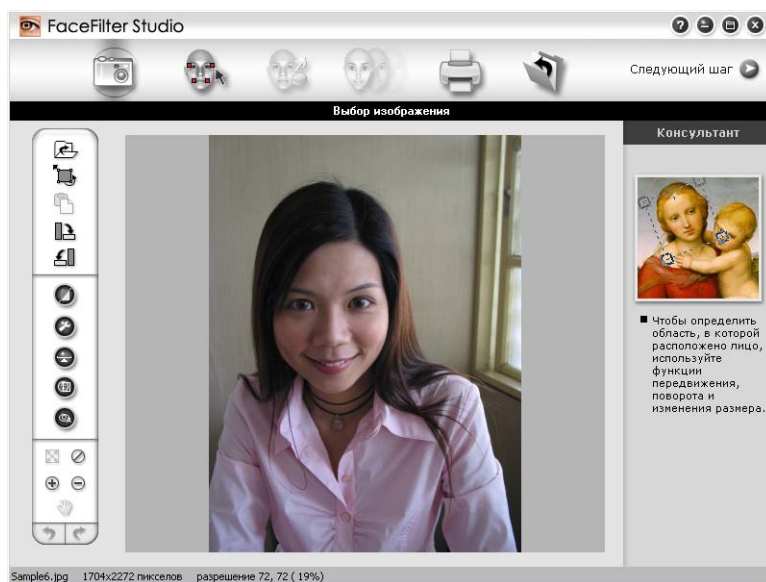 FaceFilter Studio
Следующий шаг
Выбор изображения
Консультант
Чтобы определить
область, в которой
расположено лицо,
используйте
функции
передвижения,
поворота и
изменения размера.
Sample6.jpg 1704x2272 пикселов разрешение 72, 72 ( 19%)